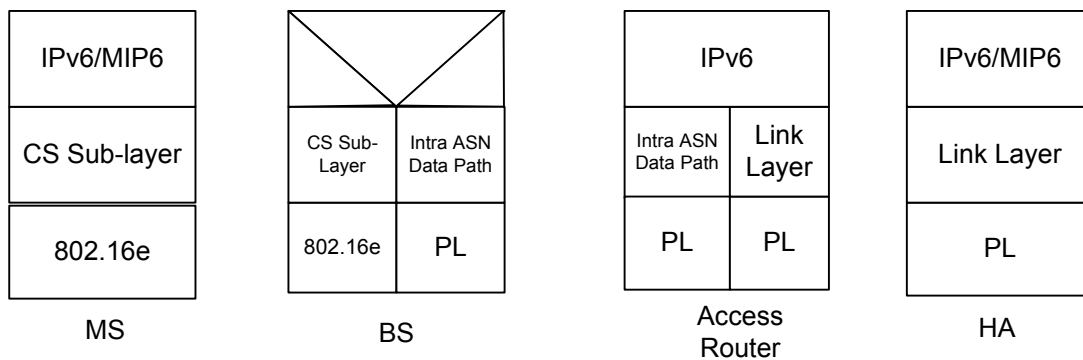 IPv6/MIP6
CS Sub-layer
802.16e
MS
CS Sub-
Layer
Intra ASN
Data Path
802.16e
PL
BS
IPv6
Intra ASN
Data Path
Link
Layer
PL
PL
Access
Router
IPv6/MIP6
Link Layer
PL
HA